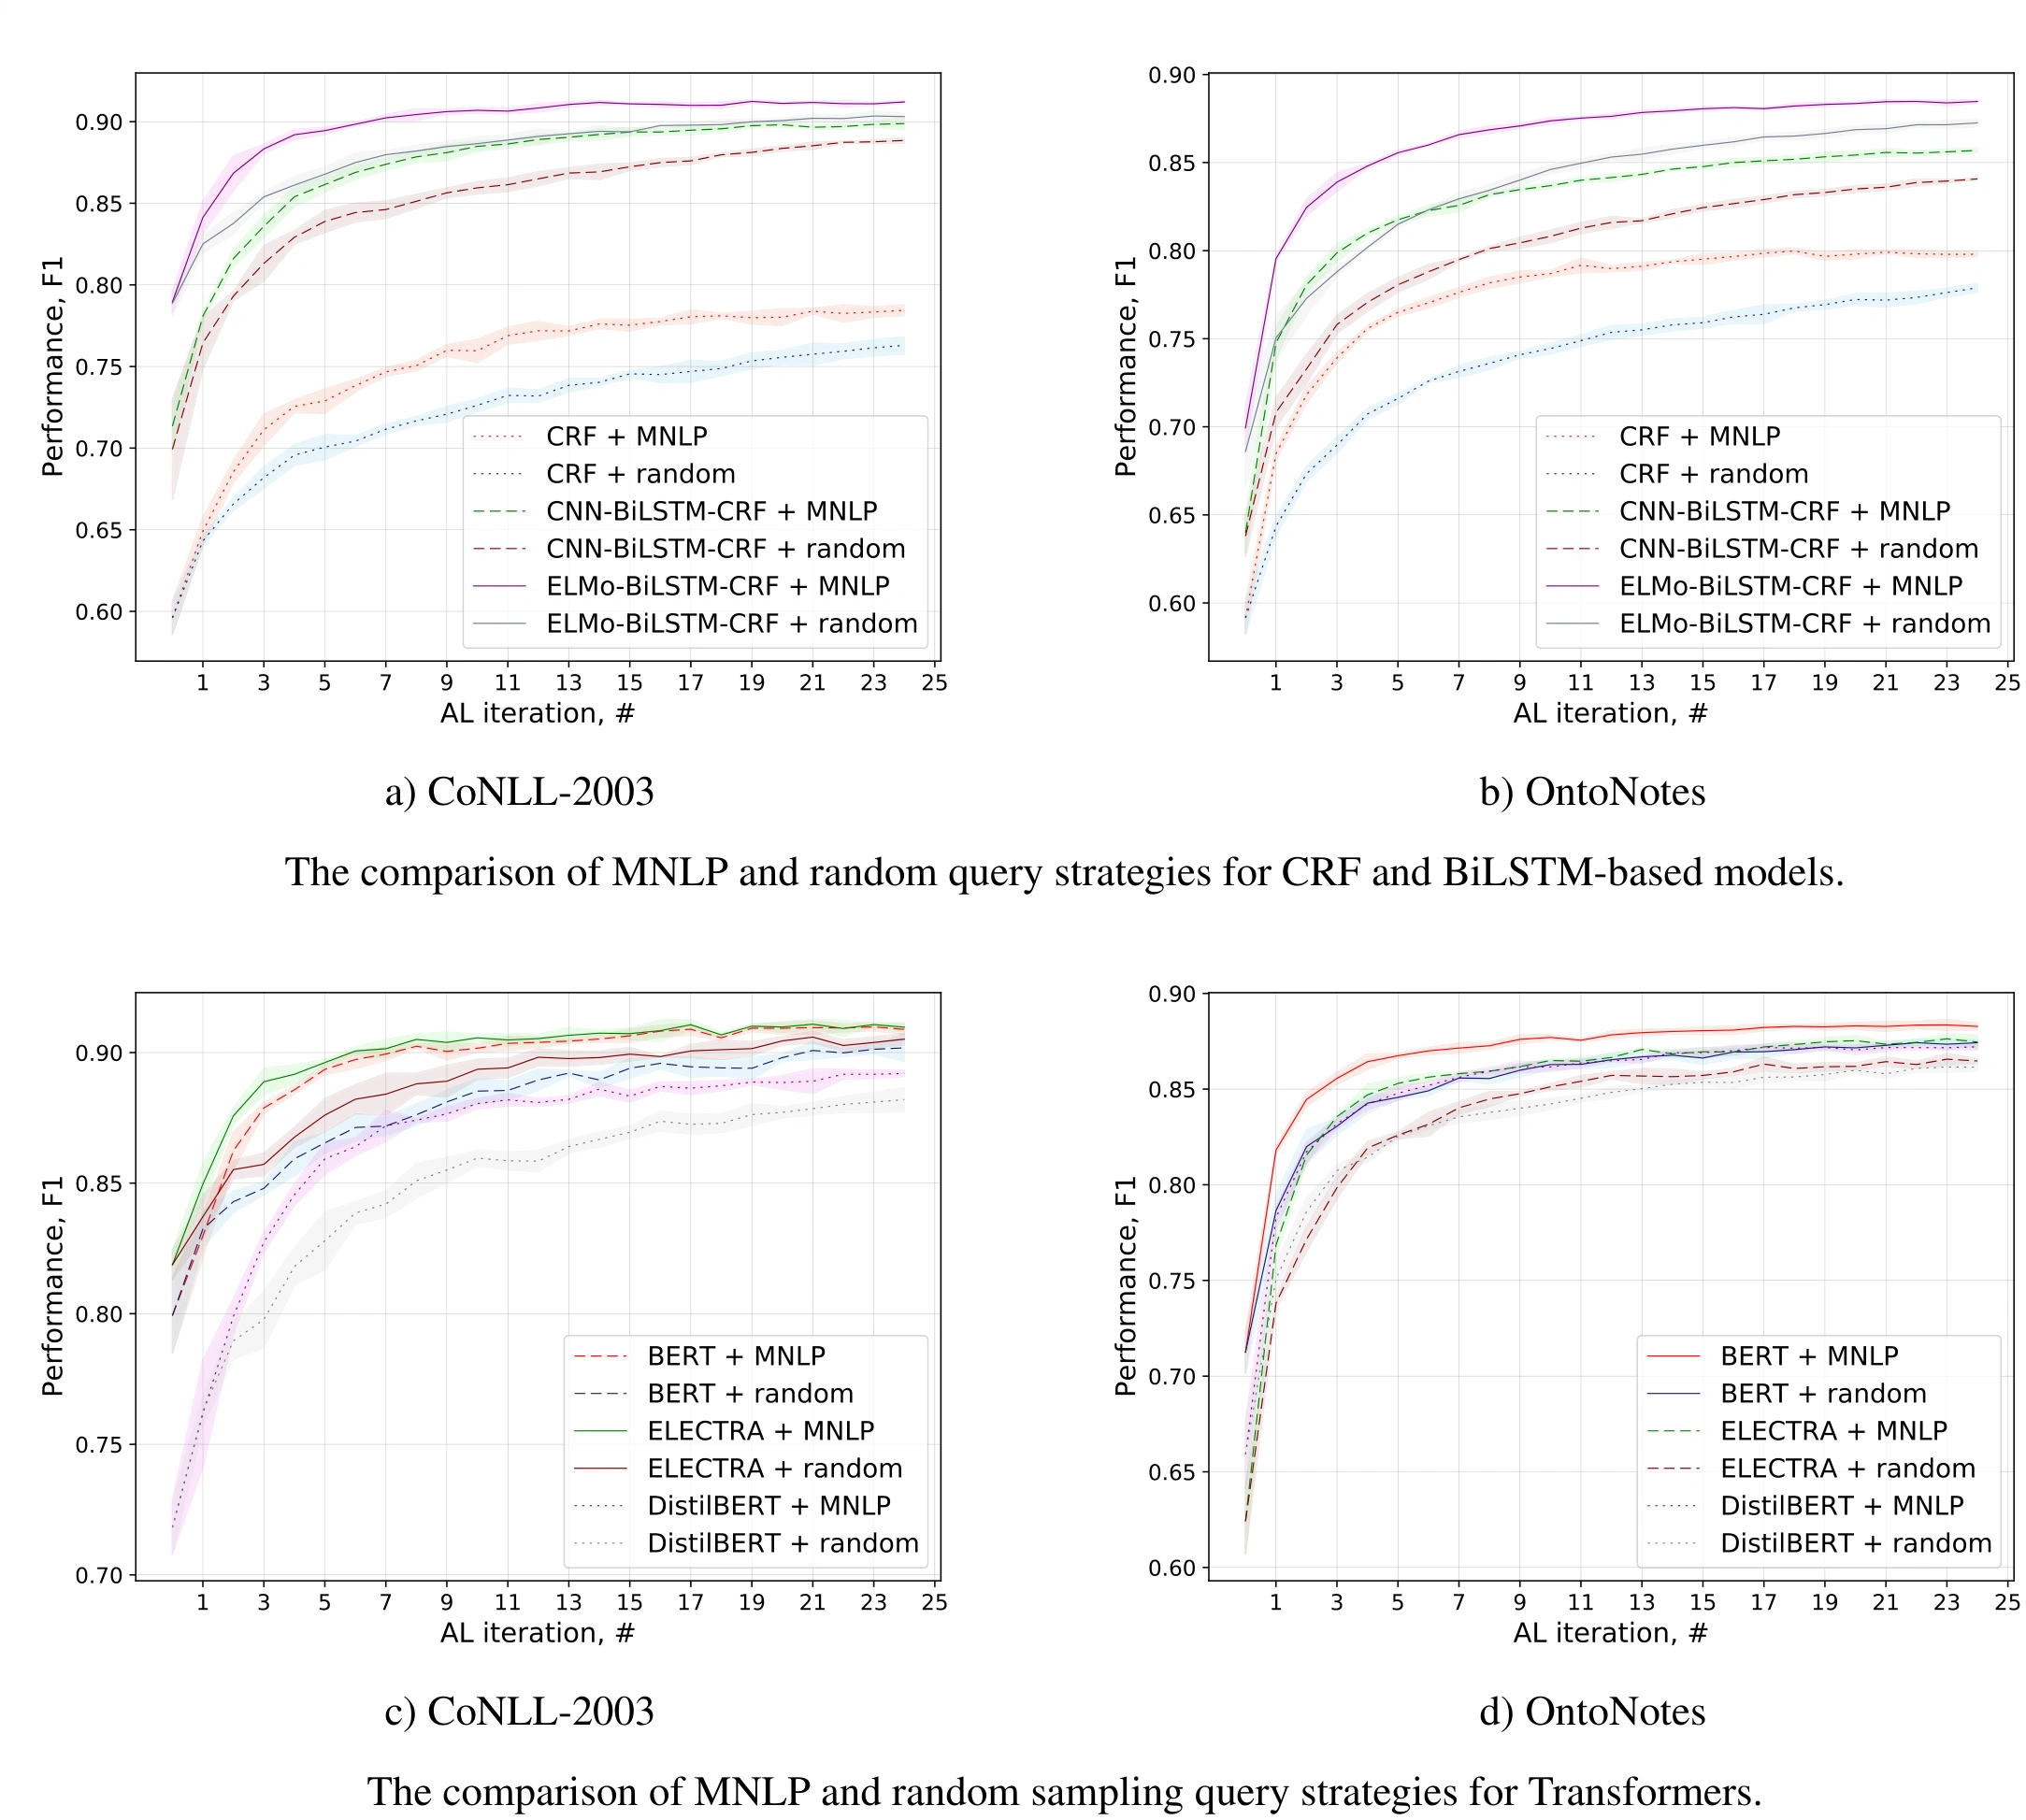 0.90
0.85
0.80
0.75
0.70
0.65
0.60
Performance, F1
CRF + MNLP
CRF + random
CNN-BiLSTM-CRF + MNLP
CNN-BiLSTM-CRF + random
ELMo-BiLSTM-CRF + MNLP
ELMo-BiLSTM-CRF + random
1 3 5 7 9 11 13 15 17 19 21 23 25
AL iteration, #
a) CoNLL-2003
0.90
0.85
0.80
0.75
0.70
0.65
0.60
Performance, F1
CRF + MNLP
CRF + random
CNN-BiLSTM-CRF + MNLP
CNN-BiLSTM-CRF + random
ELMo-BiLSTM-CRF + MNLP
ELMo-BiLSTM-CRF + random
1 3 5 7 9 11 13 15 17 19 21 23 25
AL iteration, #
b) OntoNotes
The comparison of MNLP and random query strategies for CRF and BiLSTM-based models.
0.90
0.85
0.80
0.75
0.70
Performance, F1
BERT + MNLP
BERT + random
ELECTRA + MNLP
ELECTRA + random
DistilBERT + MNLP
DistilBERT + random
1 3 5 7 9 11 13 15 17 19 21 23 25
AL iteration, #
c) CoNLL-2003
0.90
0.85
0.80
0.75
0.70
0.65
0.60
Performance, F1
BERT + MNLP
BERT + random
ELECTRA + MNLP
ELECTRA + random
DistilBERT + MNLP
DistilBERT + random
1 3 5 7 9 11 13 15 17 19 21 23 25
AL iteration, #
d) OntoNotes
The comparison of MNLP and random sampling query strategies for Transformers.